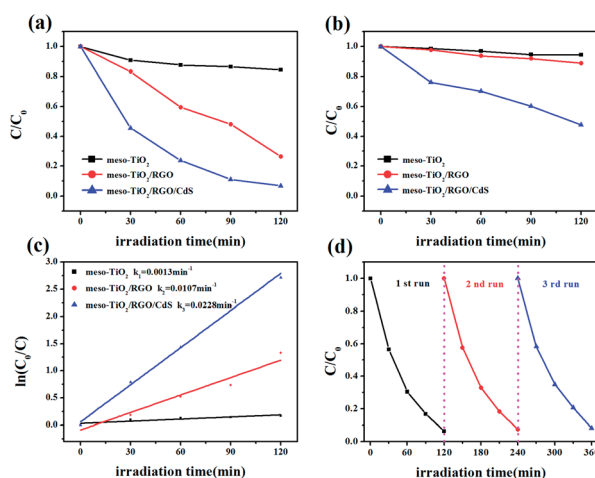 (a)
C/C0
1.0
0.8
0.6
0.4
0.2
0.0
meso-TiO2
meso-TiO2/RGO
meso-TiO2/RGO/CdS
0 30 60 90 120
irradiation time(min)
(b)
C/C0
1.0
0.8
0.6
0.4
0.2
0.0
meso-TiO2
meso-TiO2/RGO
meso-TiO2/RGO/CdS
0 30 60 90 120
irradiation time(min)
(c)
ln(C0/C)
3.0
2.5
2.0
1.5
1.0
0.5
0.0
meso-TiO2 k1=0.0013min-1
meso-TiO2/RGO k2=0.0107min-1
meso-TiO2/RGO/CdS k3=0.0228min-1
0 30 60 90 120
irradiation time(min)
(d)
C/C0
1.0
0.8
0.6
0.4
0.2
0.0
1 st run
2 nd run
3 rd run
0 60 120 180 240 300 360
irradiation time(min)